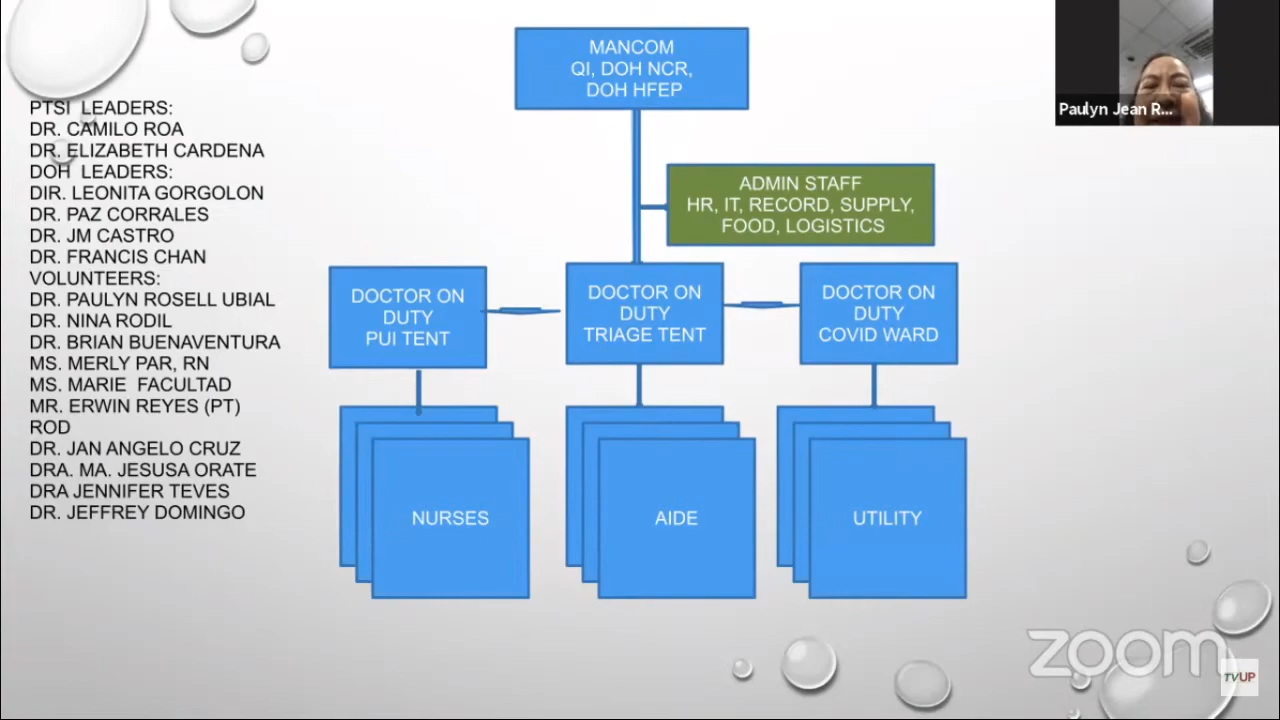 PTSI LEADERS:
DR. CAMILO ROA
DR. ELIZABETH CARDENA
DOH LEADERS:
DIR. LEONITA GORGOLON
DR. PAZ CORRALES
DR. JM CASTRO
DR. FRANCIS CHAN
VOLUNTEERS:
DR. PAULYN ROSELL UBIAL
DR. NINA RODIL
DR. BRIAN BUENAVENTURA
MS. MERLY PAR, RN
MS. MARIE FACULTAD
MR. ERWIN REYES (PT)
ROD
DR. JAN ANGELO CRUZ
DRA. MA. JESUSA ORATE
DRA JENNIFER TEVES
DR. JEFFREY DOMINGO
MANCOM
QI, DOH NCR,
DOH HFEP
ADMIN STAFF
HR, IT, RECORD, SUPPLY,
FOOD, LOGISTICS
DOCTOR ON
DUTY
PUI TENT
DOCTOR ON
DUTY
TRIAGE TENT
DOCTOR ON
DUTY
COVID WARD
NURSES
AIDE
UTILITY
Paulyn Jean R...
zoom
TVUP